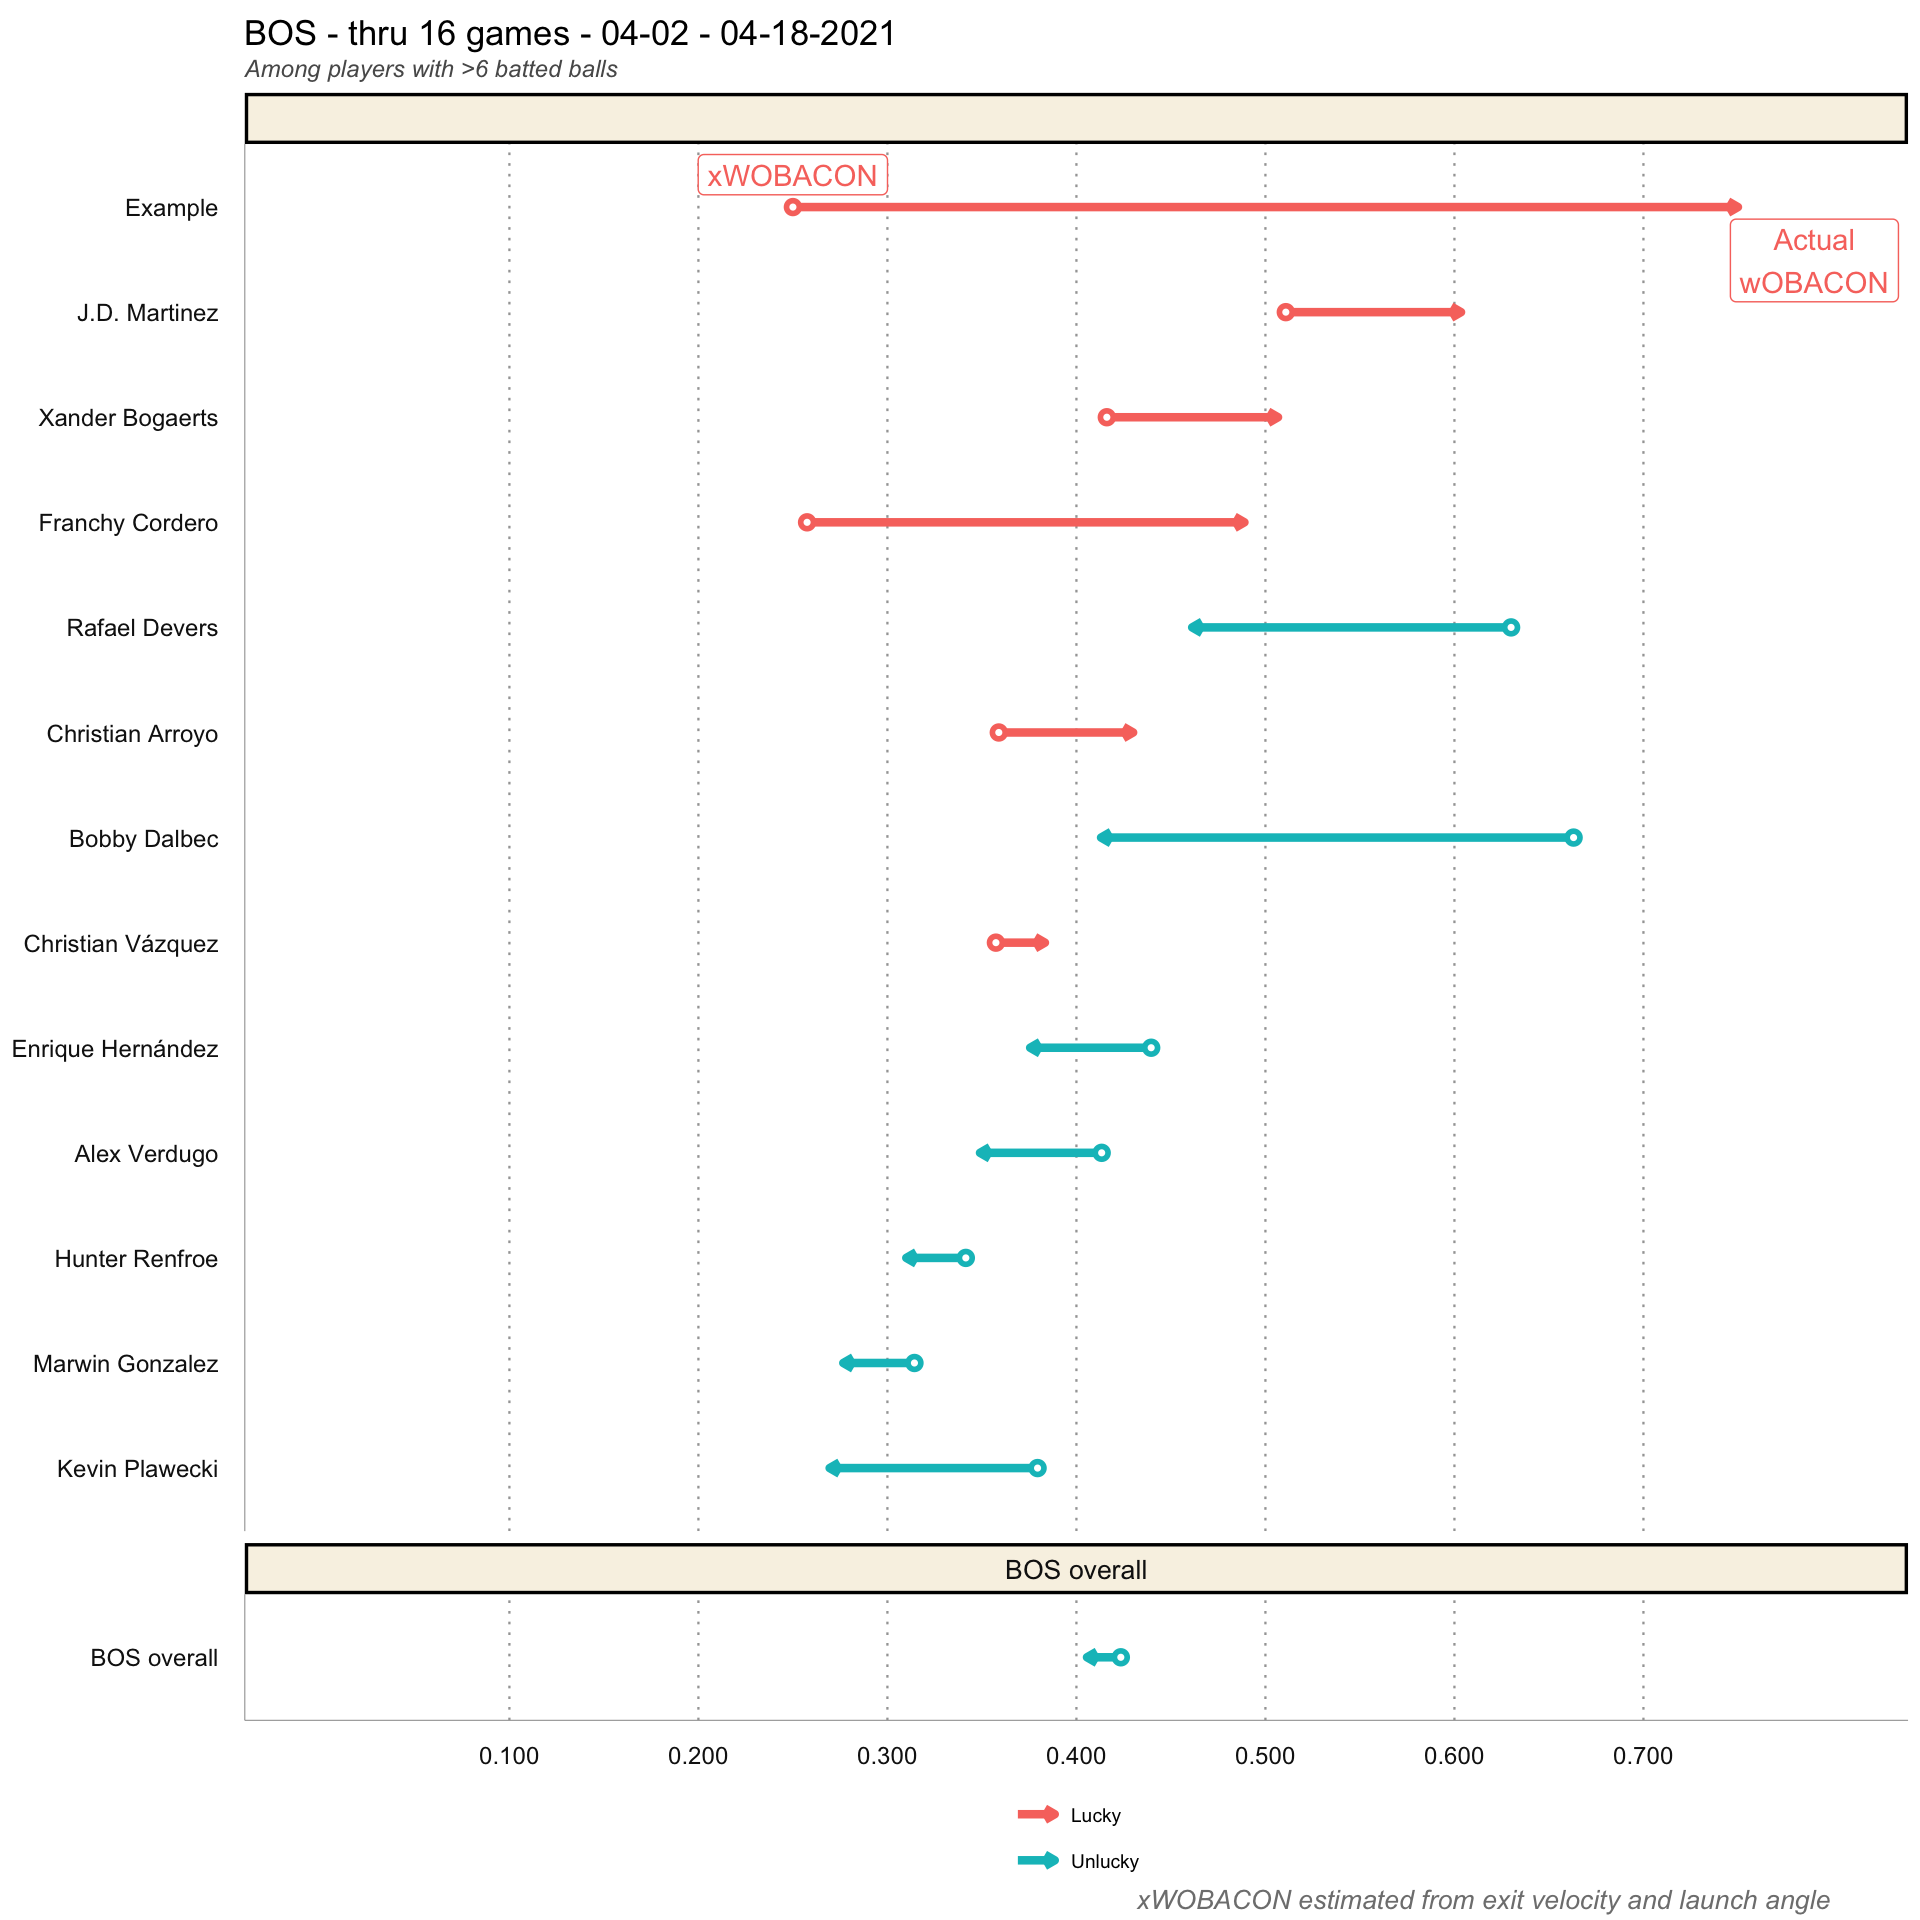 BOS - thru 16 games - 04-02 - 04-18-2021
Among players with >6 batted balls
xWOBACON
Example
Actual
wOBACON
J.D. Martinez
Xander Bogaerts
Franchy Cordero
Rafael Devers
Christian Arroyo
Bobby Dalbec
Christian Vázquez
Enrique Hernández
Alex Verdugo
Hunter Renfroe
Marwin Gonzalez
Kevin Plawecki
BOS overall
BOS overall
0.100 0.200 0.300 0.400 0.500 0.600 0.700
Lucky
Unlucky
xWOBACON estimated from exit velocity and launch angle